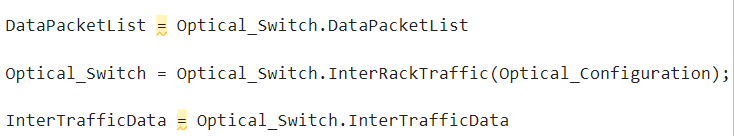 DataPacketList = Optical_Switch.DataPacketList
Optical_Switch = Optical_Switch.InterRackTraffic(Optical_Configuration);
InterTrafficData = Optical_Switch.InterTrafficData